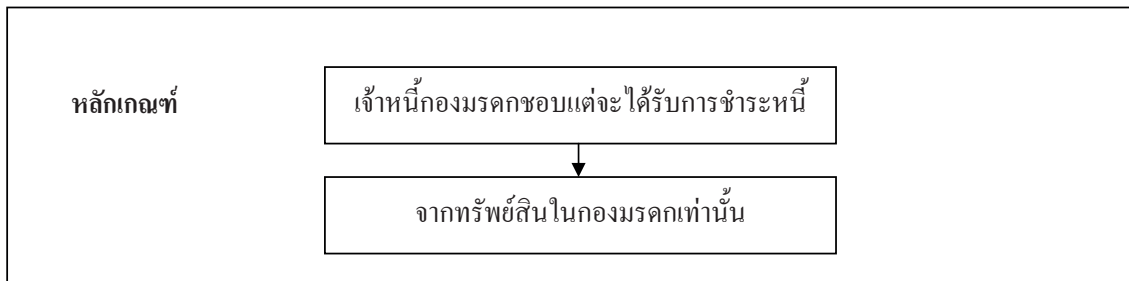 หลักเกณฑ์
เจ้าหนี้กองมรดกชอบแต่จะได้รับการชำระหนี้
จากทรัพย์สินในกองมรดกเท่านั้น